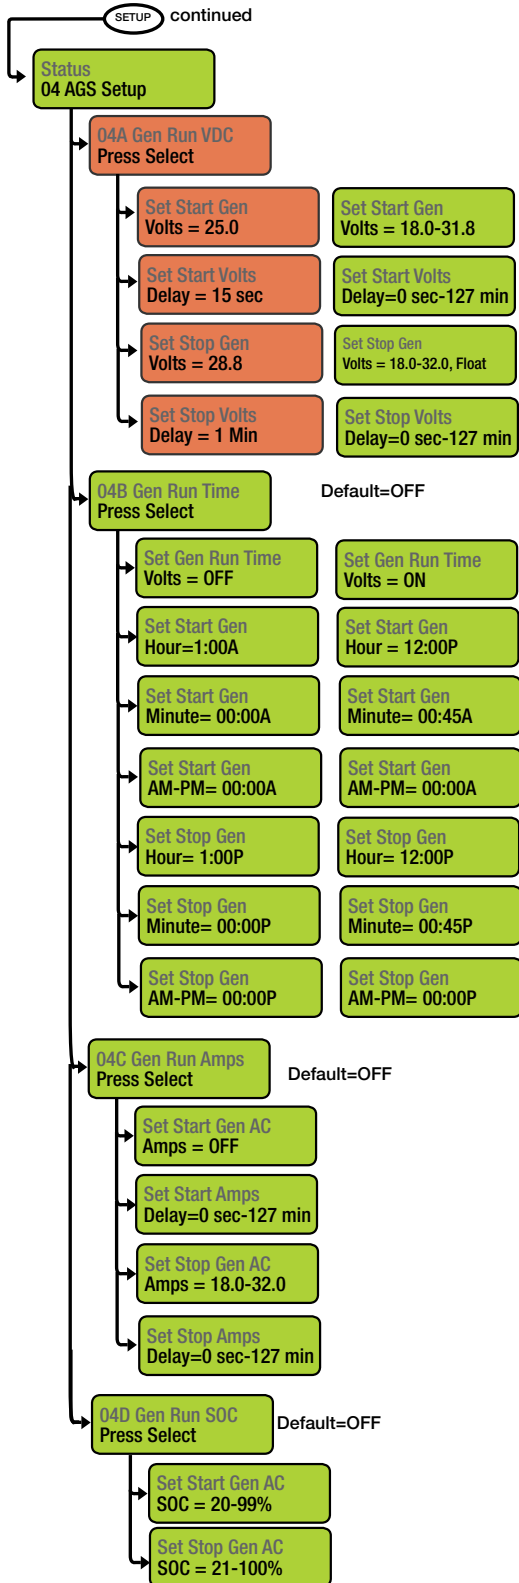 SETUP continued
Status
04 AGS Setup
04A Gen Run VDC
Press Select
Set Start Gen
Volts = 25.0
Set Start Gen
Volts = 18.0-31.8
Set Start Volts
Delay = 15 sec
Set Start Volts
Delay=0 sec-127 min
Set Stop Gen
Volts = 28.8
Set Stop Gen
Volts = 18.0-32.0, Float
Set Stop Volts
Delay = 1 Min
Set Stop Volts
Delay=0 sec-127 min
04B Gen Run Time
Press Select
Default=OFF
Set Gen Run Time
Volts = OFF
Set Gen Run Time
Volts = ON
Set Start Gen
Hour=1:00A
Set Start Gen
Hour = 12:00P
Set Start Gen
Minute= 00:00A
Set Start Gen
Minute= 00:45A
Set Start Gen
AM-PM= 00:00A
Set Start Gen
AM-PM= 00:00A
Set Stop Gen
Hour= 1:00P
Set Stop Gen
Hour= 12:00P
Set Stop Gen
Minute= 00:00P
Set Stop Gen
Minute= 00:45P
Set Stop Gen
AM-PM= 00:00P
Set Stop Gen
AM-PM= 00:00P
04C Gen Run Amps
Press Select
Default=OFF
Set Start Gen AC
Amps = OFF
Set Start Amps
Delay=0 sec-127 min
Set Stop Gen AC
Amps = 18.0-32.0
Set Stop Amps
Delay=0 sec-127 min
04D Gen Run SOC
Press Select
Default=OFF
Set Start Gen AC
SOC = 20-99%
Set Stop Gen AC
SOC = 21-100%